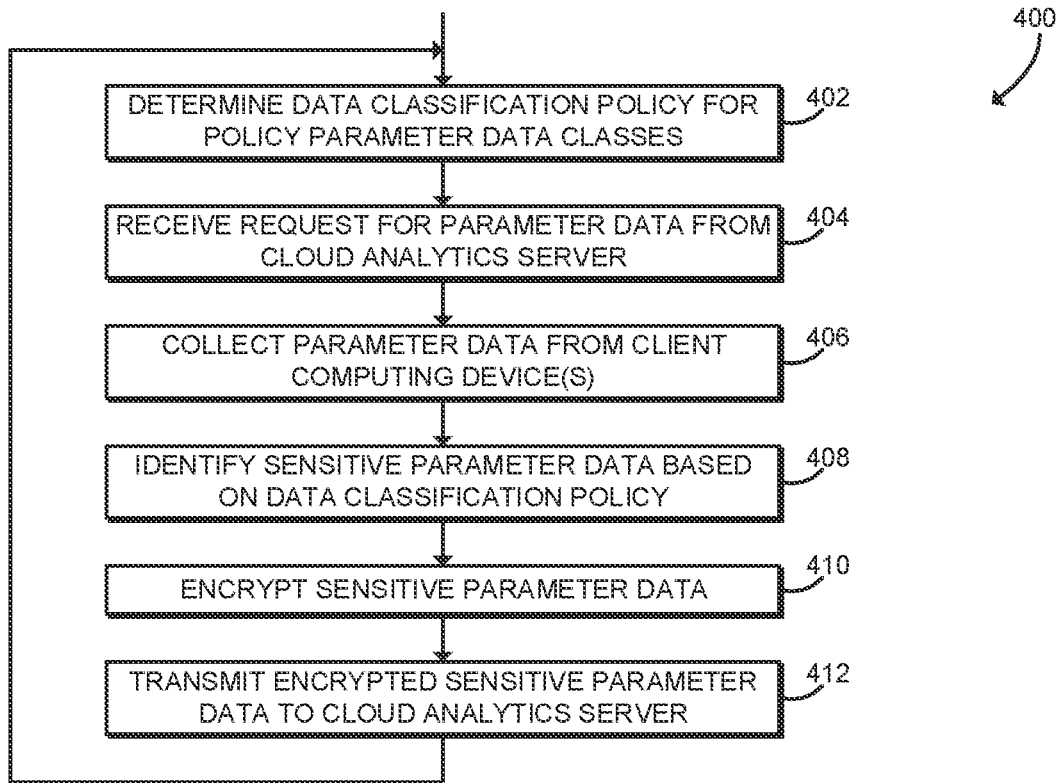 400
DETERMINE DATA CLASSIFICATION POLICY FOR
POLICY PARAMETER DATA CLASSES
402
RECEIVE REQUEST FOR PARAMETER DATA FROM
CLOUD ANALYTICS SERVER
404
COLLECT PARAMETER DATA FROM CLIENT
COMPUTING DEVICE(S)
406
IDENTIFY SENSITIVE PARAMETER DATA BASED
ON DATA CLASSIFICATION POLICY
408
ENCRYPT SENSITIVE PARAMETER DATA
410
TRANSMIT ENCRYPTED SENSITIVE PARAMETER
DATA TO CLOUD ANALYTICS SERVER
412